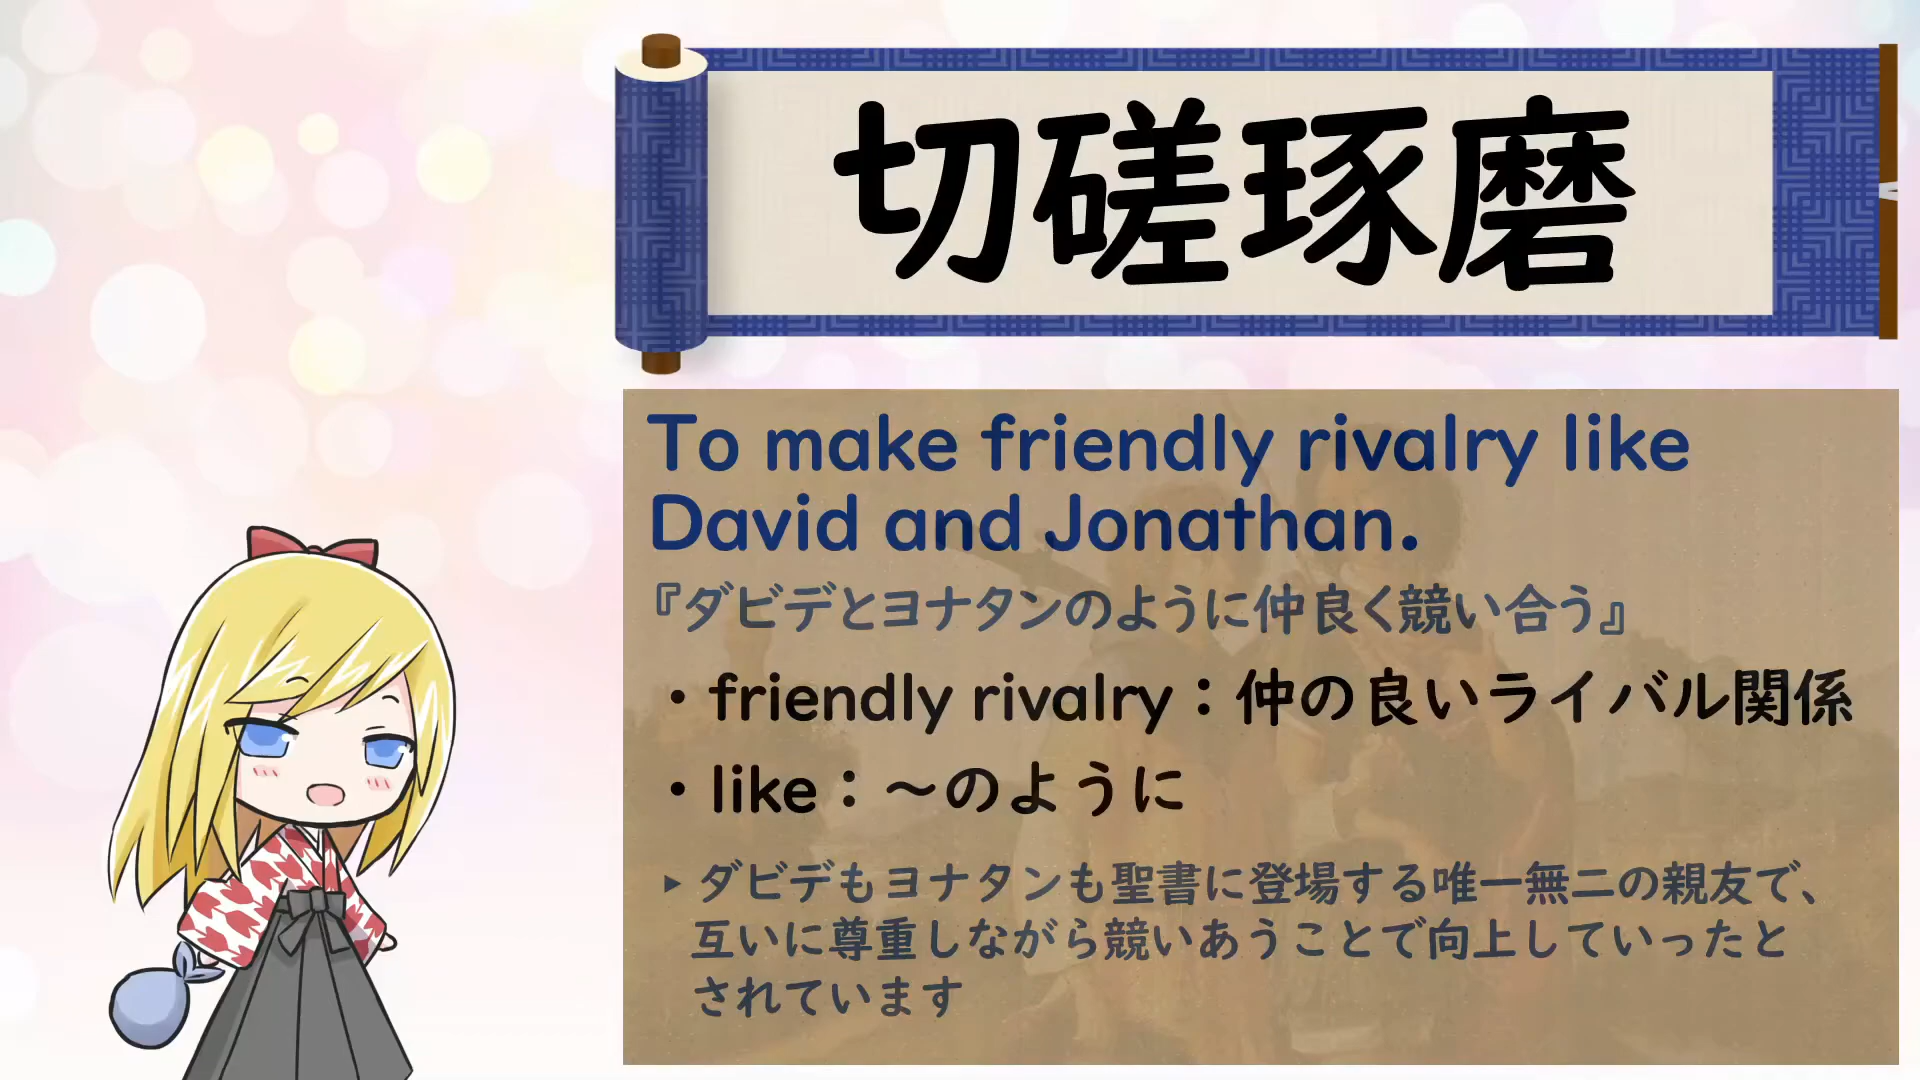 切磋琢磨
To make friendly rivalry like
David and Jonathan.
『ダビデとヨナタンのように仲良く競い合う』
・friendly rivalry：仲の良いライバル関係
・like：～のように
▸ ダビデもヨナタンも聖書に登場する唯一無二の親友で、
互いに尊重しながら競いあうことで向上していったと
されています